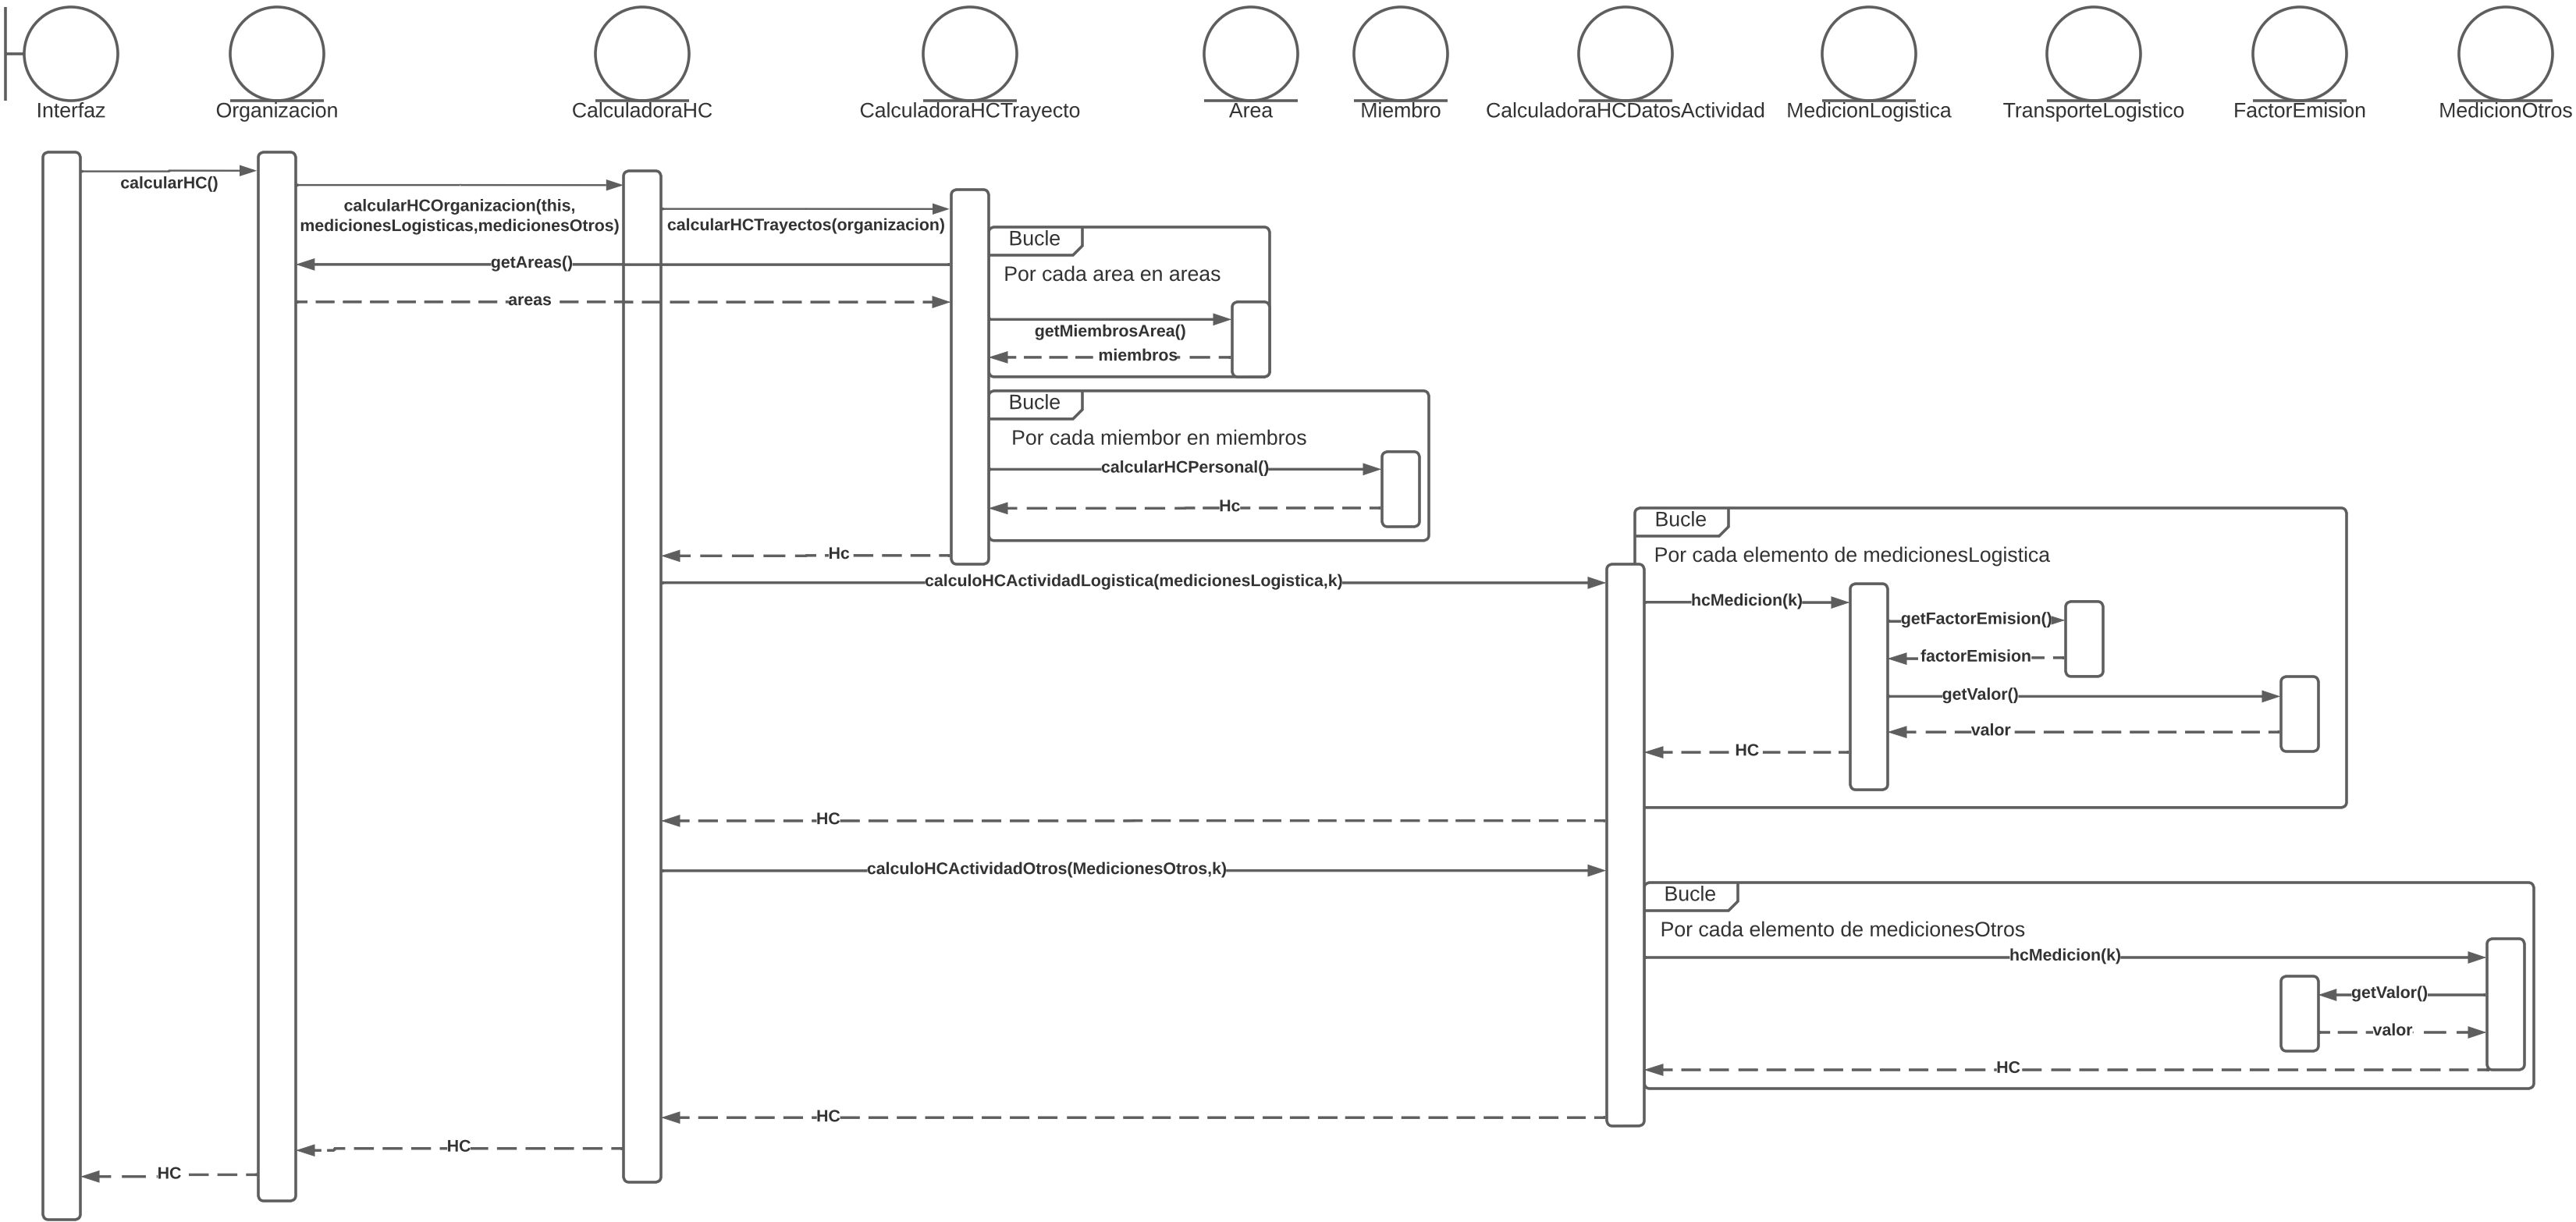 Interfaz
Organizacion
CalculadoraHC
CalculadoraHCTrayecto
Area
Miembro
CalculadoraHCDatosActividad
MedicionLogistica
TransporteLogistico
FactorEmision
MedicionOtros
calcularHC()
calcularHCOrganizacion(this,
medicionesLogisticas,medicionesOtros)
calcularHCTrayectos(organizacion)
Bucle
getAreas()
Por cada area en areas
areas
getMiembrosArea()
miembros
Bucle
Por cada miembor en miembros
calcularHCPersonal()
Hc
Bucle
Hc
Por cada elemento de medicionesLogistica
calculoHCActividadLogistica(medicionesLogistica,k)
hcMedicion(k)
getFactorEmision()
factorEmision
getValor()
valor
HC
HC
calculoHCActividadOtros(MedicionesOtros,k)
Bucle
Por cada elemento de medicionesOtros
hcMedicion(k)
getValor()
valor
HC
HC
HC
HC